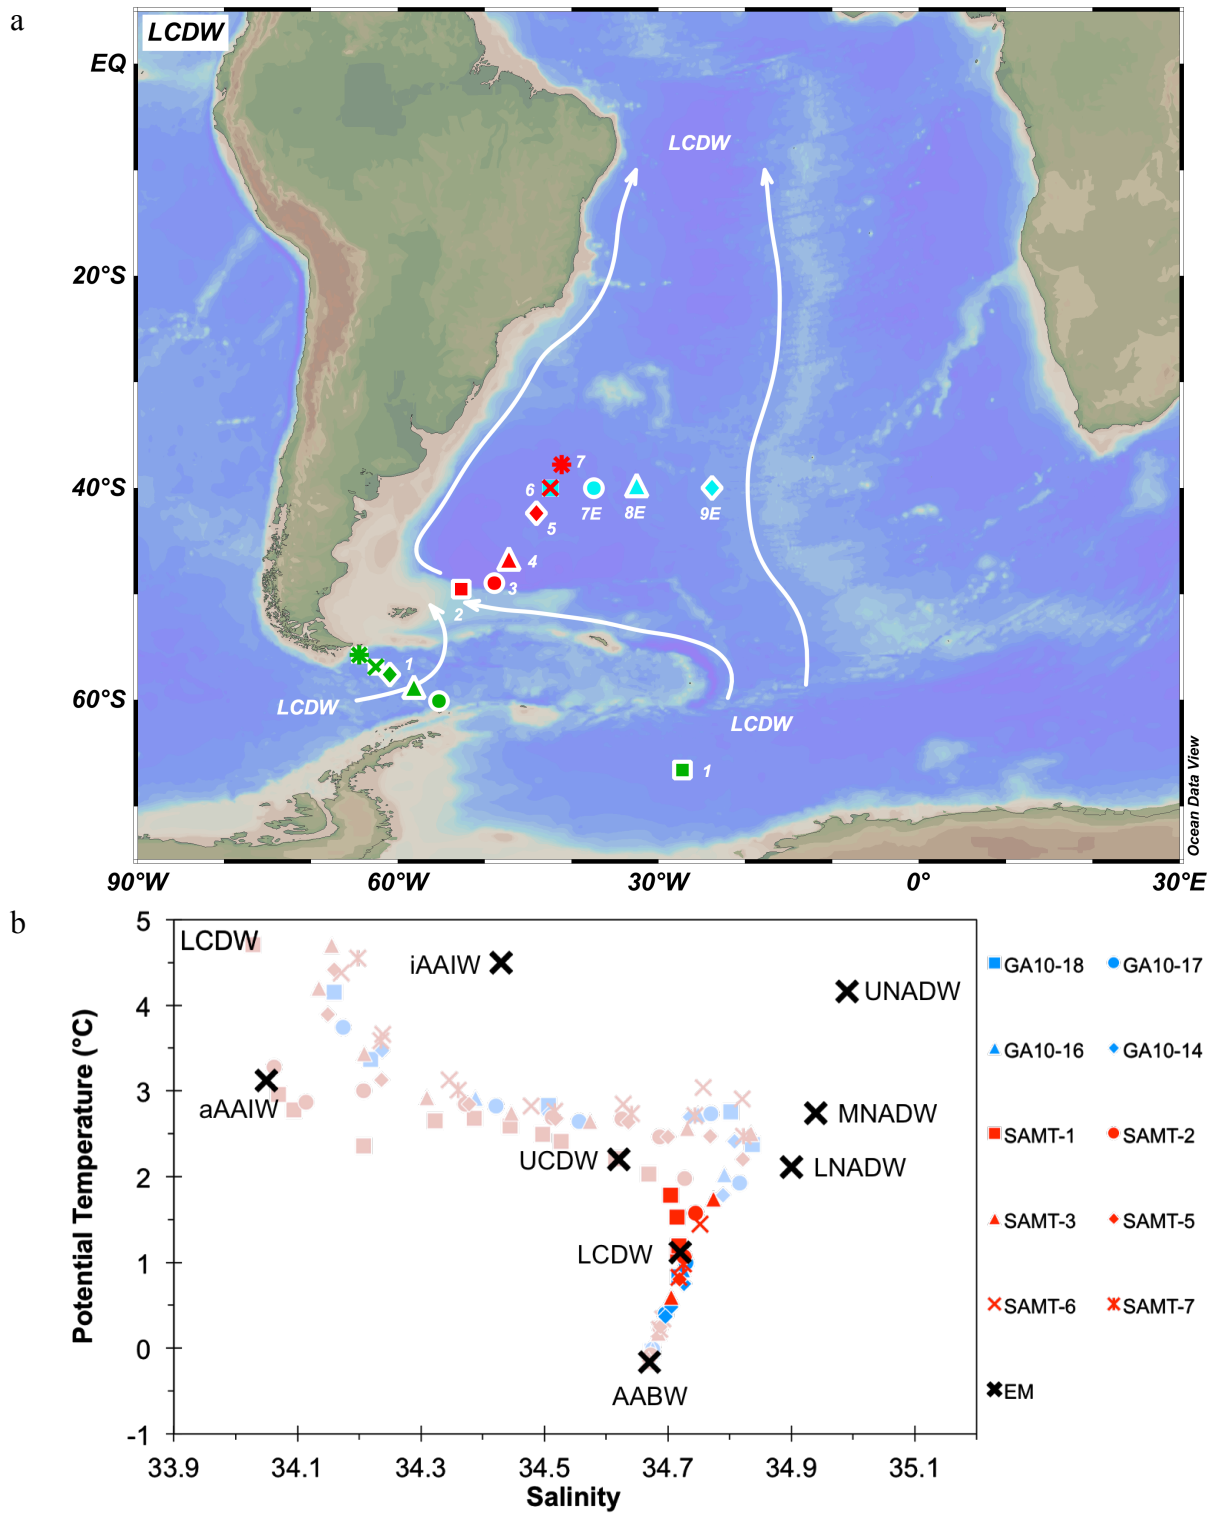 a
LCDW
EQ
20°S
40°S
60°S
LCDW
7
6
7E
8E
9E
5
4
3
2
1
LCDW
LCDW
1
Ocean Data View
90°W
60°W
30°W
0°
30°E
b
5
4
3
2
1
0
-1
Potential Temperature (°C)
LCDW
iAAIW
UNADW
aAAIW
MNADW
UCDW
LNADW
LCDW
AABW
33.9
34.1
34.3
34.5
34.7
34.9
35.1
Salinity
GA10-18
GA10-17
GA10-16
GA10-14
SAMT-1
SAMT-2
SAMT-3
SAMT-5
SAMT-6
SAMT-7
EM